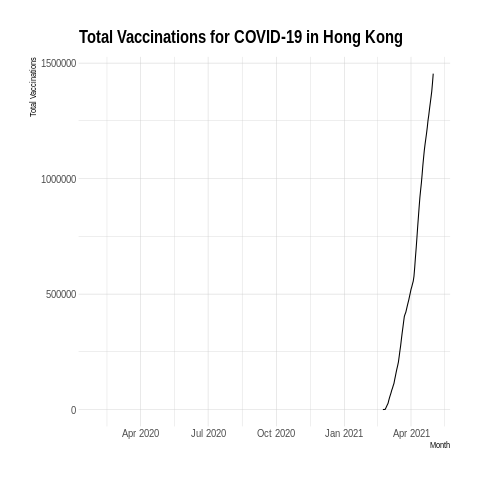 Total Vaccinations for COVID-19 in Hong Kong
Total Vaccinations
1500000
1000000
500000
0
Apr 2020
Jul 2020
Oct 2020
Jan 2021
Apr 2021
Month